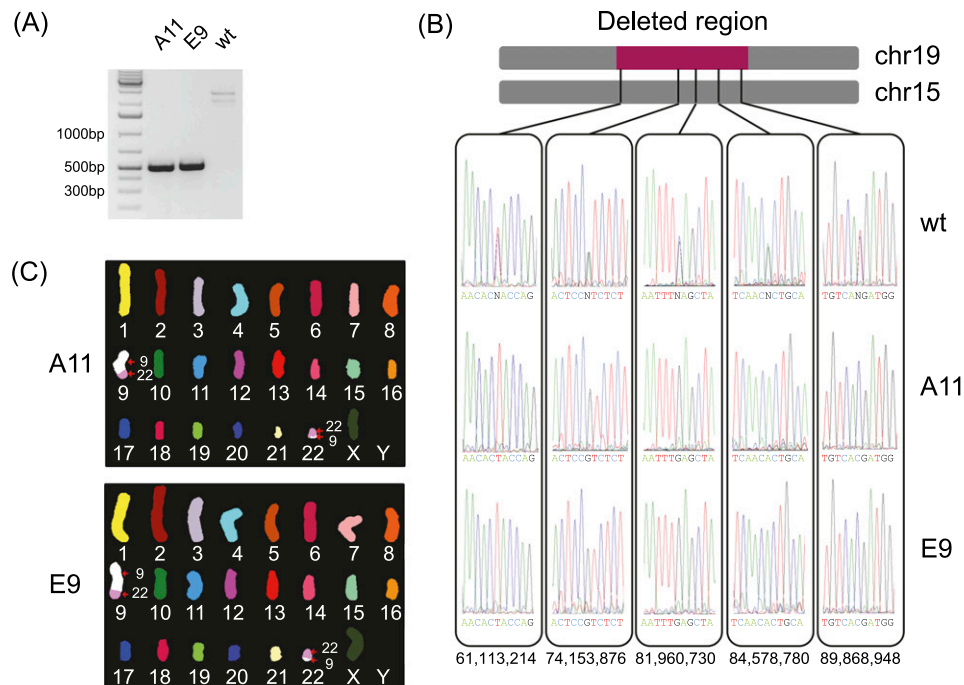 (A)
A11 E9 wt
1000bp
500bp
300bp
(B)
Deleted region
chr19
chr15
wt
AACACNACCAG ACTCCNTCTCT AATTTNAGCTA TCAACNCTGCA TGTCANGATGG
A11
AACACTACCAG ACTCCGTCTCT AATTTGAGCTA TCAACACTGCA TGTCACGATGG
E9
AACACTACCAG ACTCCGTCTCT AATTTGAGCTA TCAACACTGCA TGTCACGATGG
61,113,214 74,153,876 81,960,730 84,578,780 89,868,948
(C)
A11
1 2 3 4 5 6 7 8
9
22
9 10 11 12 13 14 15 16
22
9
17 18 19 20 21 22 X Y
E9
1 2 3 4 5 6 7 8
9
22
9 10 11 12 13 14 15 16
22
9
17 18 19 20 21 22 X Y